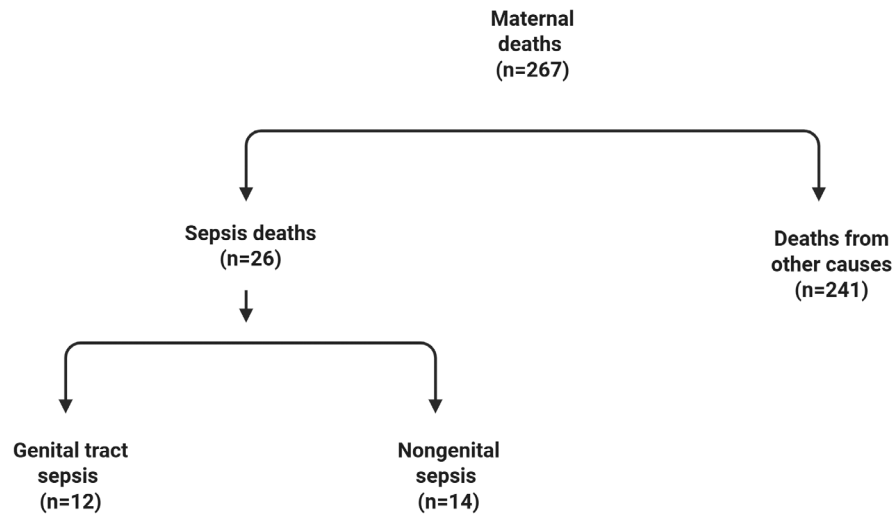 Maternal
deaths
(n=267)
Sepsis deaths
(n=26)
Deaths from
other causes
(n=241)
Genital tract
sepsis
(n=12)
Nongenital
sepsis
(n=14)